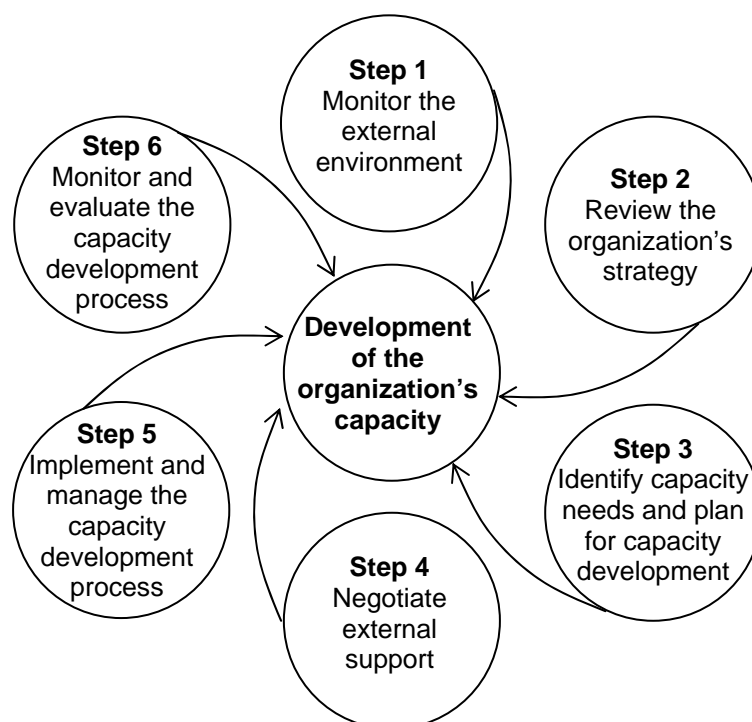 Step 1
Monitor the
external
environment
Step 2
Review the
organization’s
strategy
Step 3
Identify capacity
needs and plan
for capacity
development
Step 4
Negotiate
external
support
Step 5
Implement and
manage the
capacity
development
process
Step 6
Monitor and
evaluate the
capacity
development
process
Development
of the
organization’s
capacity